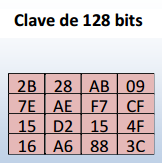 Clave de 128 bits
2B 28 AB 09
7E AE F7 CF
15 D2 15 4F
16 A6 88 3C